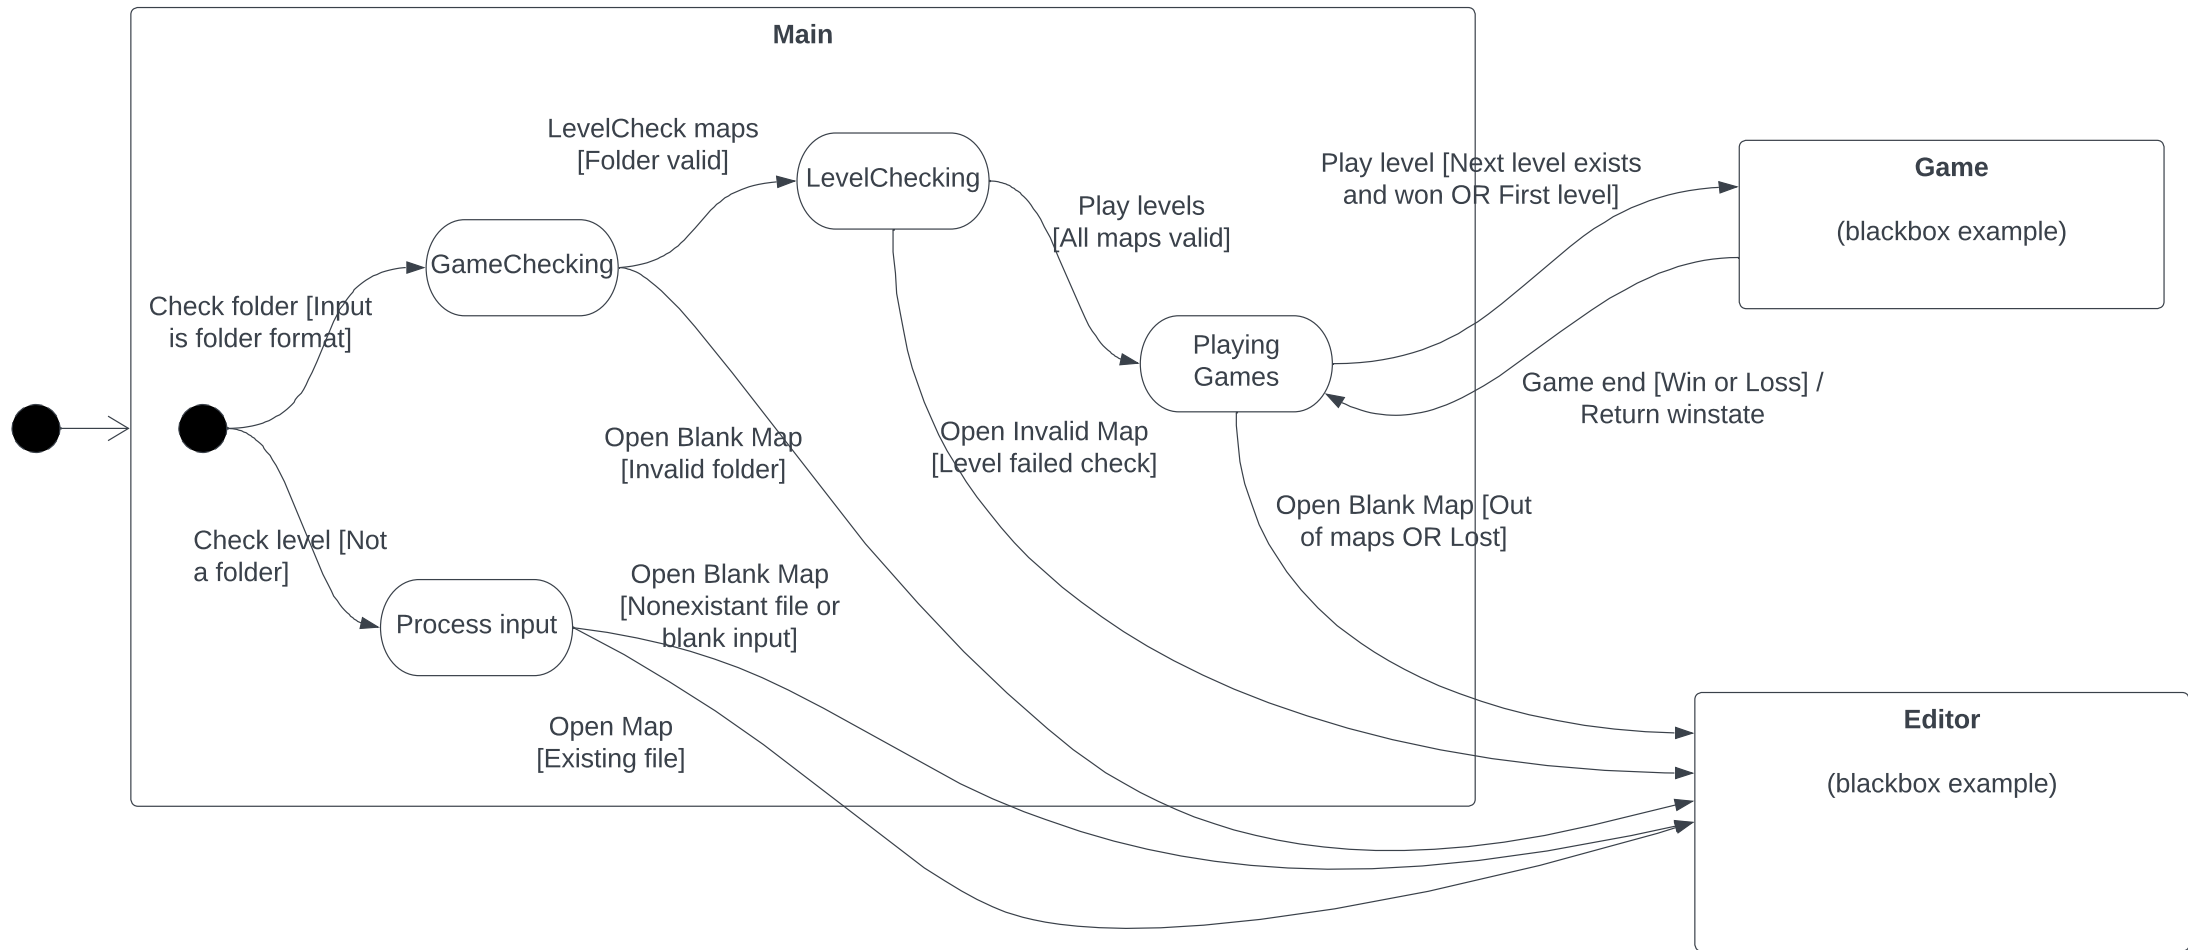 Main
LevelCheck maps
[Folder valid]
LevelChecking
Play level [Next level exists
and won OR First level]
Game
(blackbox example)
Play levels
[All maps valid]
GameChecking
Check folder [Input
is folder format]
Playing
Games
Game end [Win or Loss] /
Return winstate
Open Blank Map
[Invalid folder]
Open Invalid Map
[Level failed check]
Open Blank Map [Out
of maps OR Lost]
Check level [Not
a folder]
Process input
Open Blank Map
[Nonexistant file or
blank input]
Open Map
[Existing file]
Editor
(blackbox example)